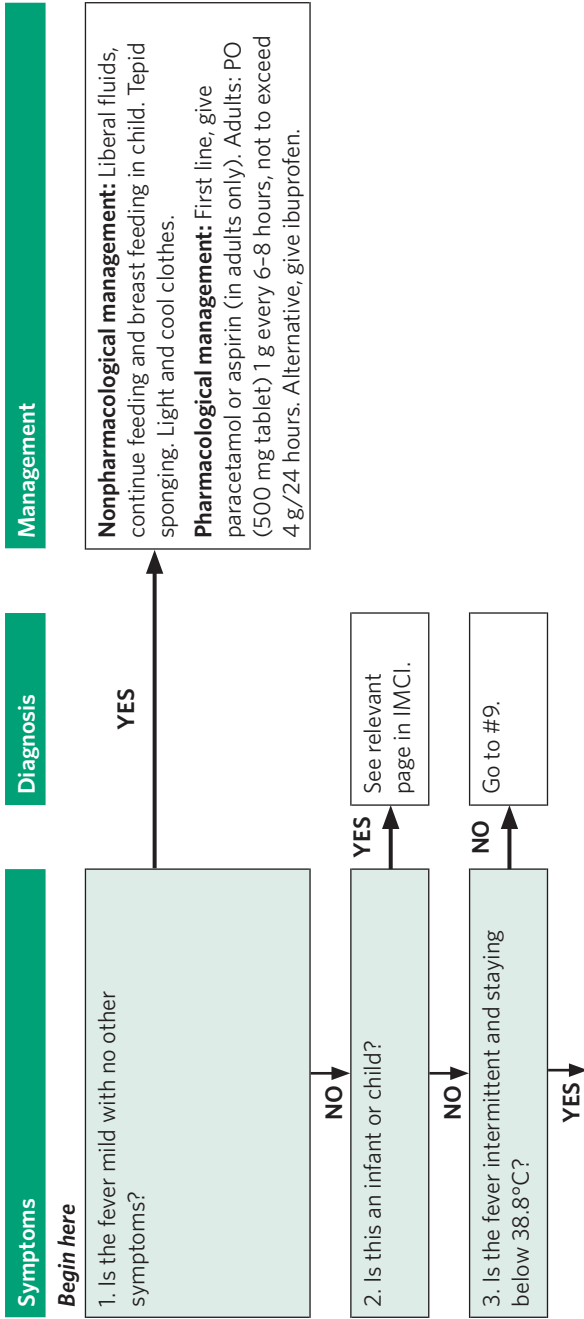 Symptoms
Diagnosis
Management
Begin here
1. Is the fever mild with no other
symptoms?
YES
Nonpharmacological management: Liberal fluids,
continue feeding and breast feeding in child. Tepid
sponging. Light and cool clothes.
Pharmacological management: First line, give
paracetamol or aspirin (in adults only). Adults: PO
(500 mg tablet) 1 g every 6–8 hours, not to exceed
4 g/24 hours. Alternative, give ibuprofen.
NO
2. Is this an infant or child?
YES
See relevant
page in IMCI.
NO
3. Is the fever intermittent and staying
below 38.8°C?
NO
Go to #9.
YES